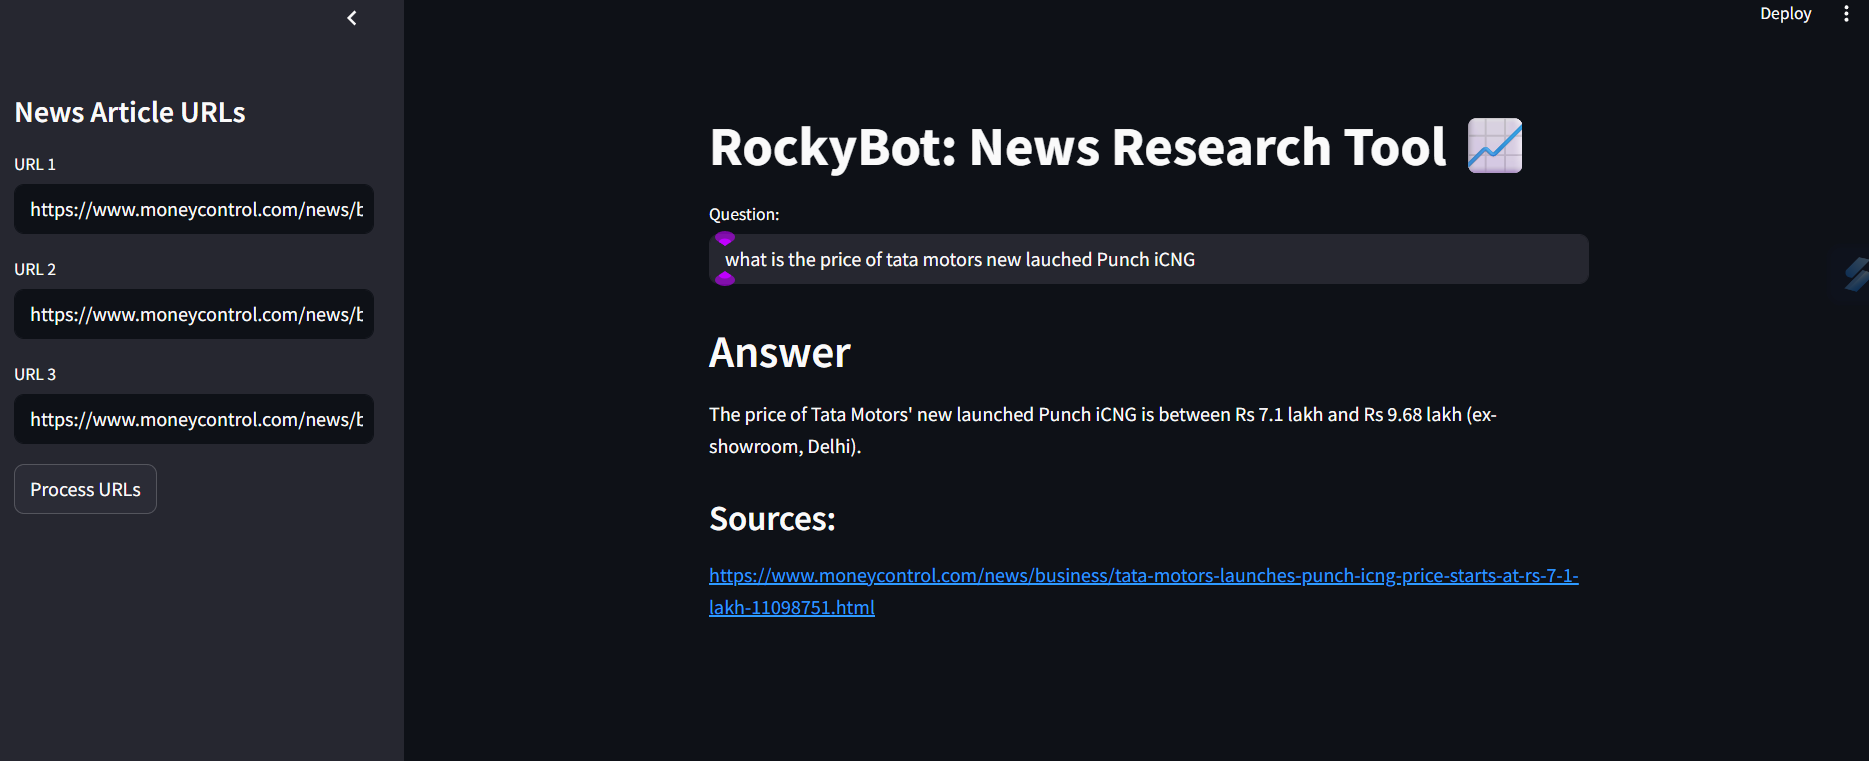 Deploy
News Article URLs
URL 1
https://www.moneycontrol.com/news/b
URL 2
https://www.moneycontrol.com/news/b
URL 3
https://www.moneycontrol.com/news/b
Process URLs
RockyBot: News Research Tool 📈
Question:
what is the price of tata motors new lauched Punch iCNG
Answer
The price of Tata Motors' new launched Punch iCNG is between Rs 7.1 lakh and Rs 9.68 lakh (ex-
showroom, Delhi).
Sources:
https://www.moneycontrol.com/news/business/tata-motors-launches-punch-icng-price-starts-at-rs-7-1-
lakh-11098751.html